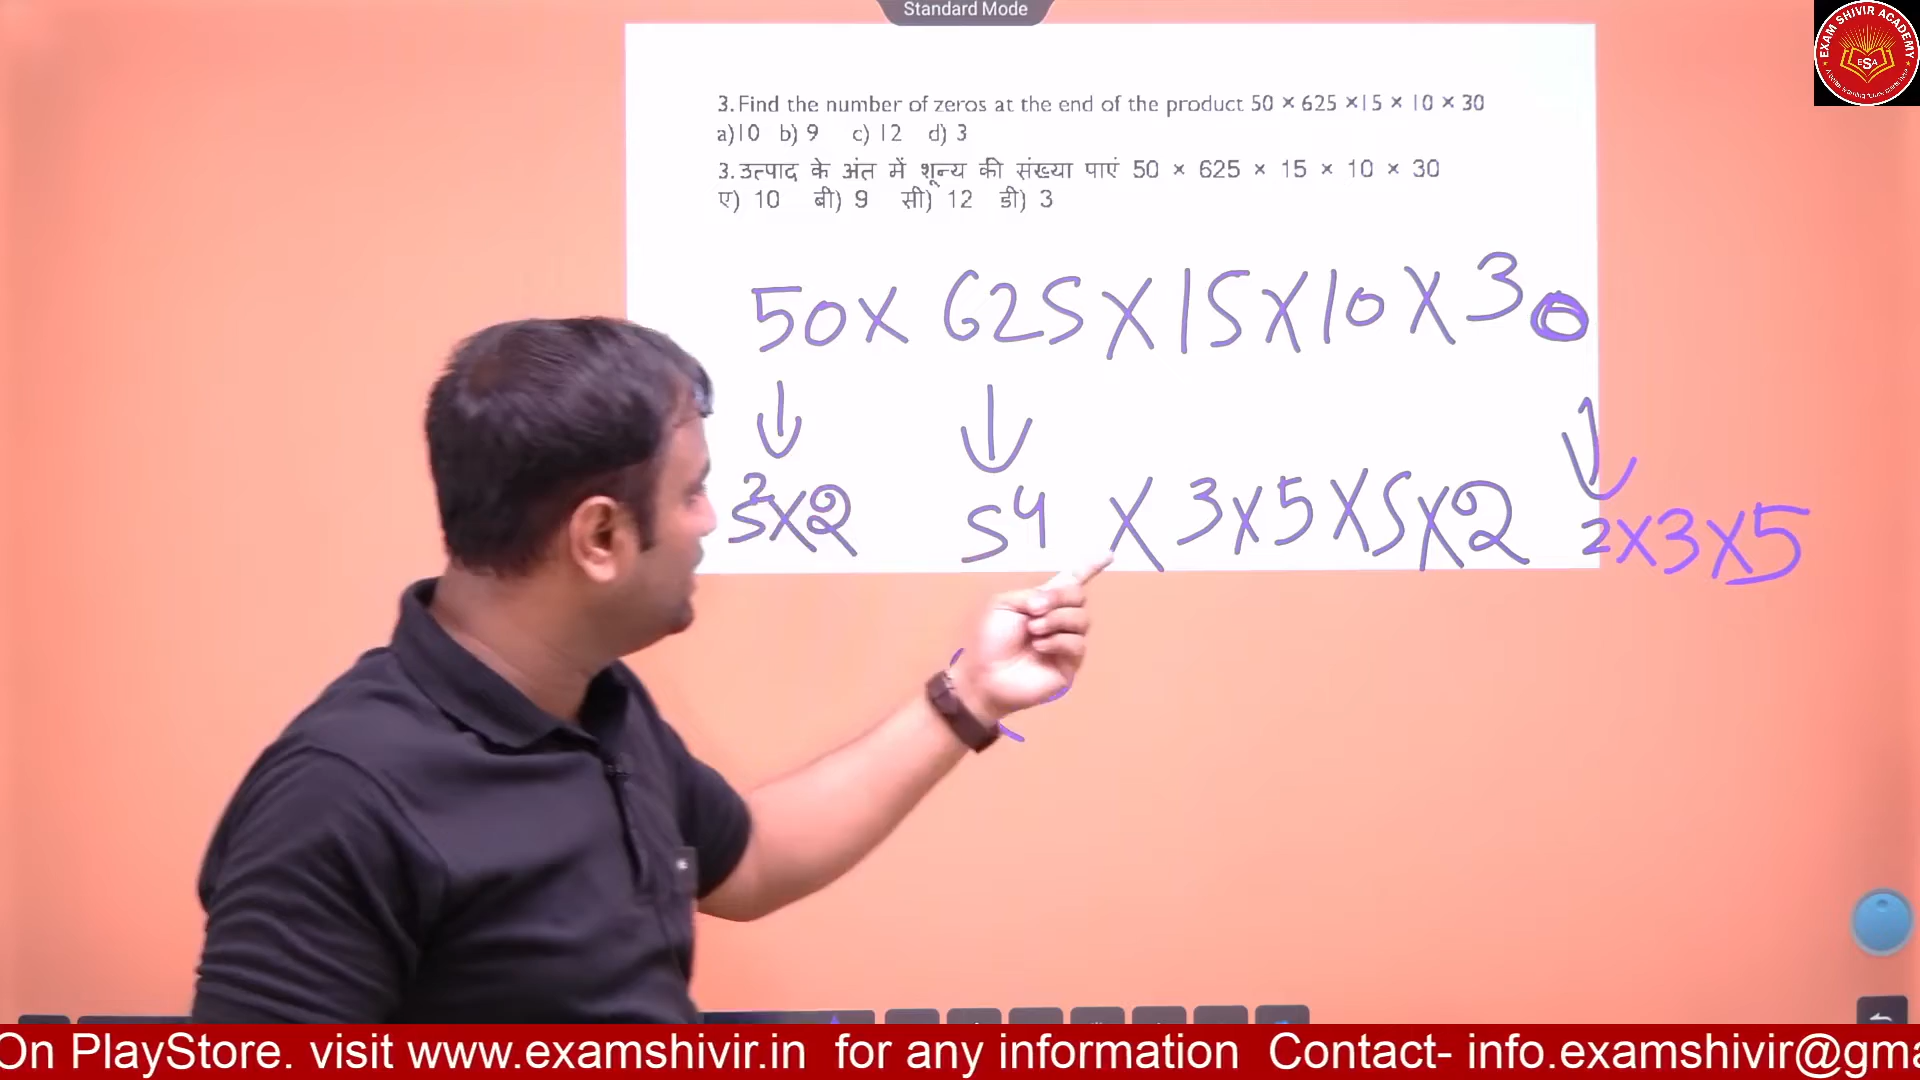 Standard Mode
EXAM SHIVIR ACADEMY
ESA
3. Find the number of zeros at the end of the product 50 × 625 ×15 × 10 × 30
a)10 b) 9 c) 12 d) 3
3. उत्पाद के अंत में शून्य की संख्या पाएं 50 × 625 × 15 × 10 × 30
ए) 10 बी) 9 सी) 12 डी) 3
50 × 625 × 15 × 10 × 30
5² × 2 5⁴ × 3 × 5 × 5 × 2 2 × 3 × 5
On PlayStore. visit www.examshivir.in for any information Contact- info.examshivir@gma